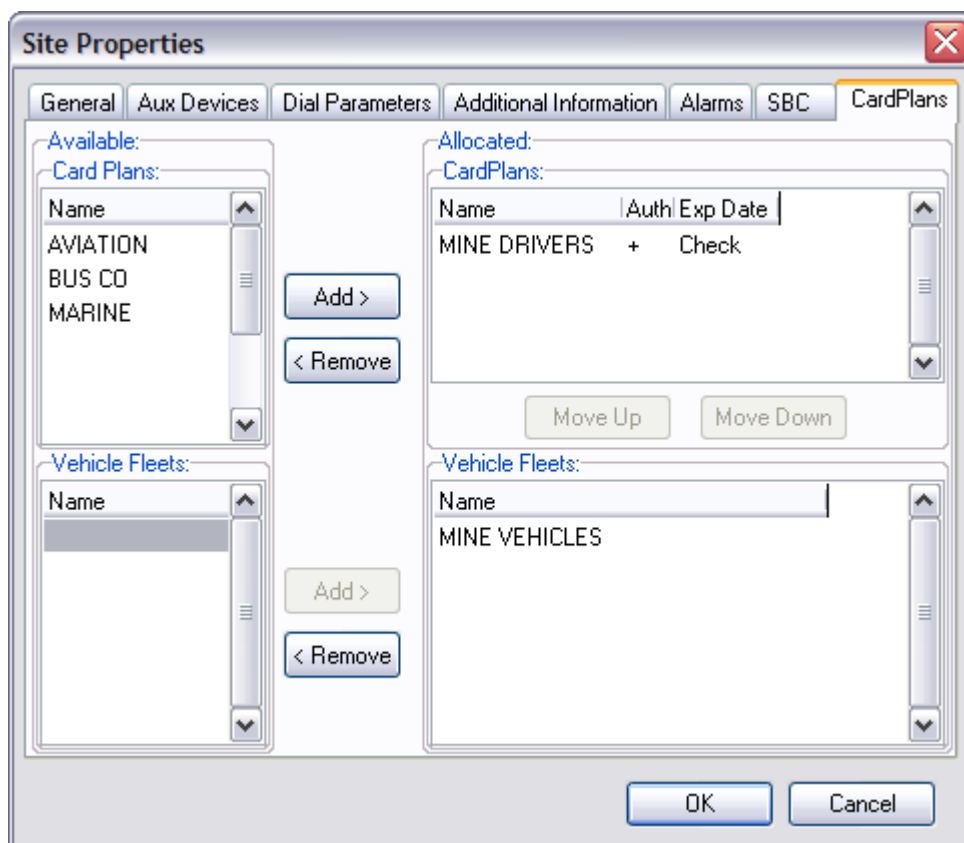 Site Properties
General Aux Devices Dial Parameters Additional Information Alarms SBC CardPlans
Available:
Card Plans:
Name
AVIATION
BUS CO
MARINE
Add >
< Remove
Allocated:
CardPlans:
Name Auth Exp Date
MINE DRIVERS + Check
Move Up Move Down
Vehicle Fleets:
Name
Add >
< Remove
Vehicle Fleets:
Name
MINE VEHICLES
OK Cancel